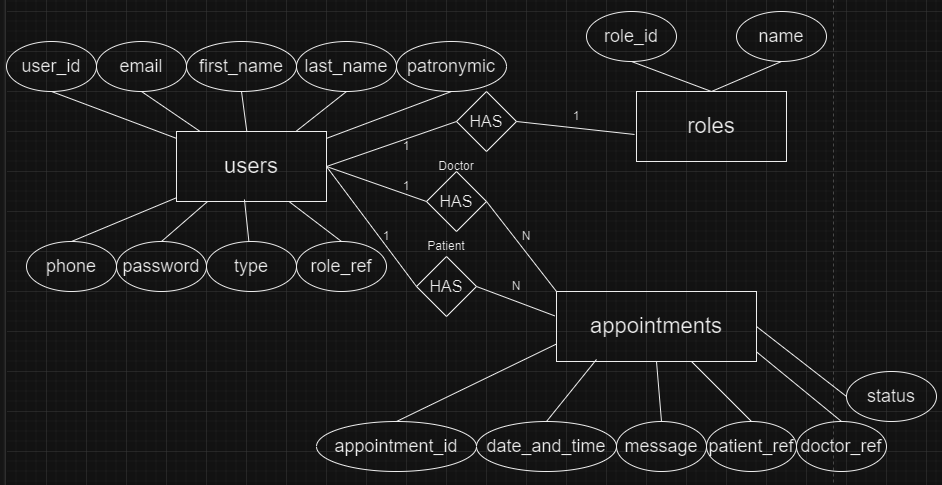 role_id
name
user_id
email
first_name
last_name
patronymic
HAS
1
roles
1
users
Doctor
1
HAS
N
1
Patient
phone
password
type
role_ref
HAS
N
appointments
status
appointment_id
date_and_time
message
patient_ref
doctor_ref